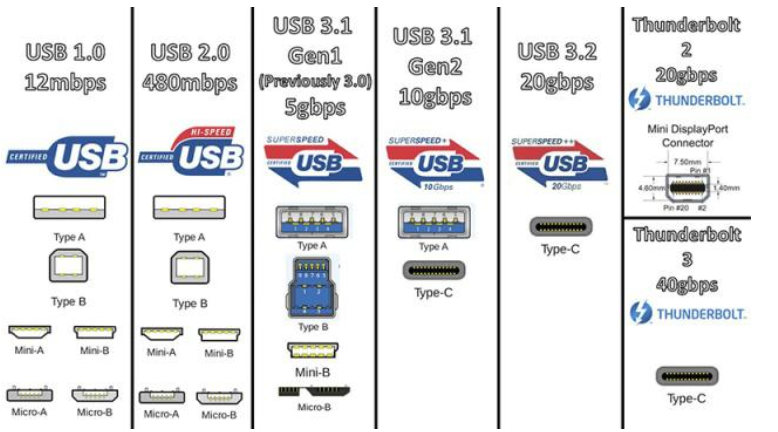 USB 1.0
12mbps
CERTIFIED USB™
Type A
Type B
Mini-A Mini-B
Micro-A Micro-B
USB 2.0
480mbps
HI-SPEED
CERTIFIED USB
Type A
Type B
Mini-A Mini-B
Micro-A Micro-B
USB 3.1
Gen1
(Previously 3.0)
5gbps
SUPERSPEED
CERTIFIED USB
Type A
Type B
Mini-B
Micro-B
USB 3.1
Gen2
10gbps
SUPERSPEED+
CERTIFIED USB
10Gbps
Type A
Type-C
USB 3.2
20gbps
SUPERSPEED++
CERTIFIED USB
20Gbps
Type-C
Thunderbolt
2
20gbps
THUNDERBOLT.
Mini DisplayPort
Connector
7.50mm
Pin #1
4.60mm 1.40mm
Pin #20 #2
Thunderbolt
3
40gbps
THUNDERBOLT.
Type-C